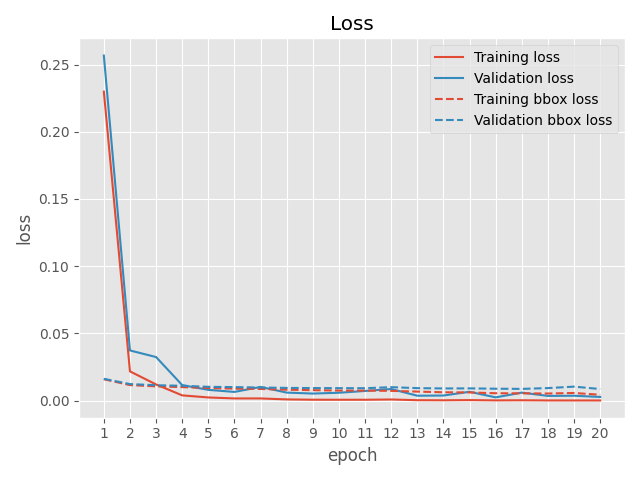 Loss
Training loss
Validation loss
Training bbox loss
Validation bbox loss
0.25
0.20
0.15
0.10
0.05
0.00
loss
1 2 3 4 5 6 7 8 9 10 11 12 13 14 15 16 17 18 19 20
epoch